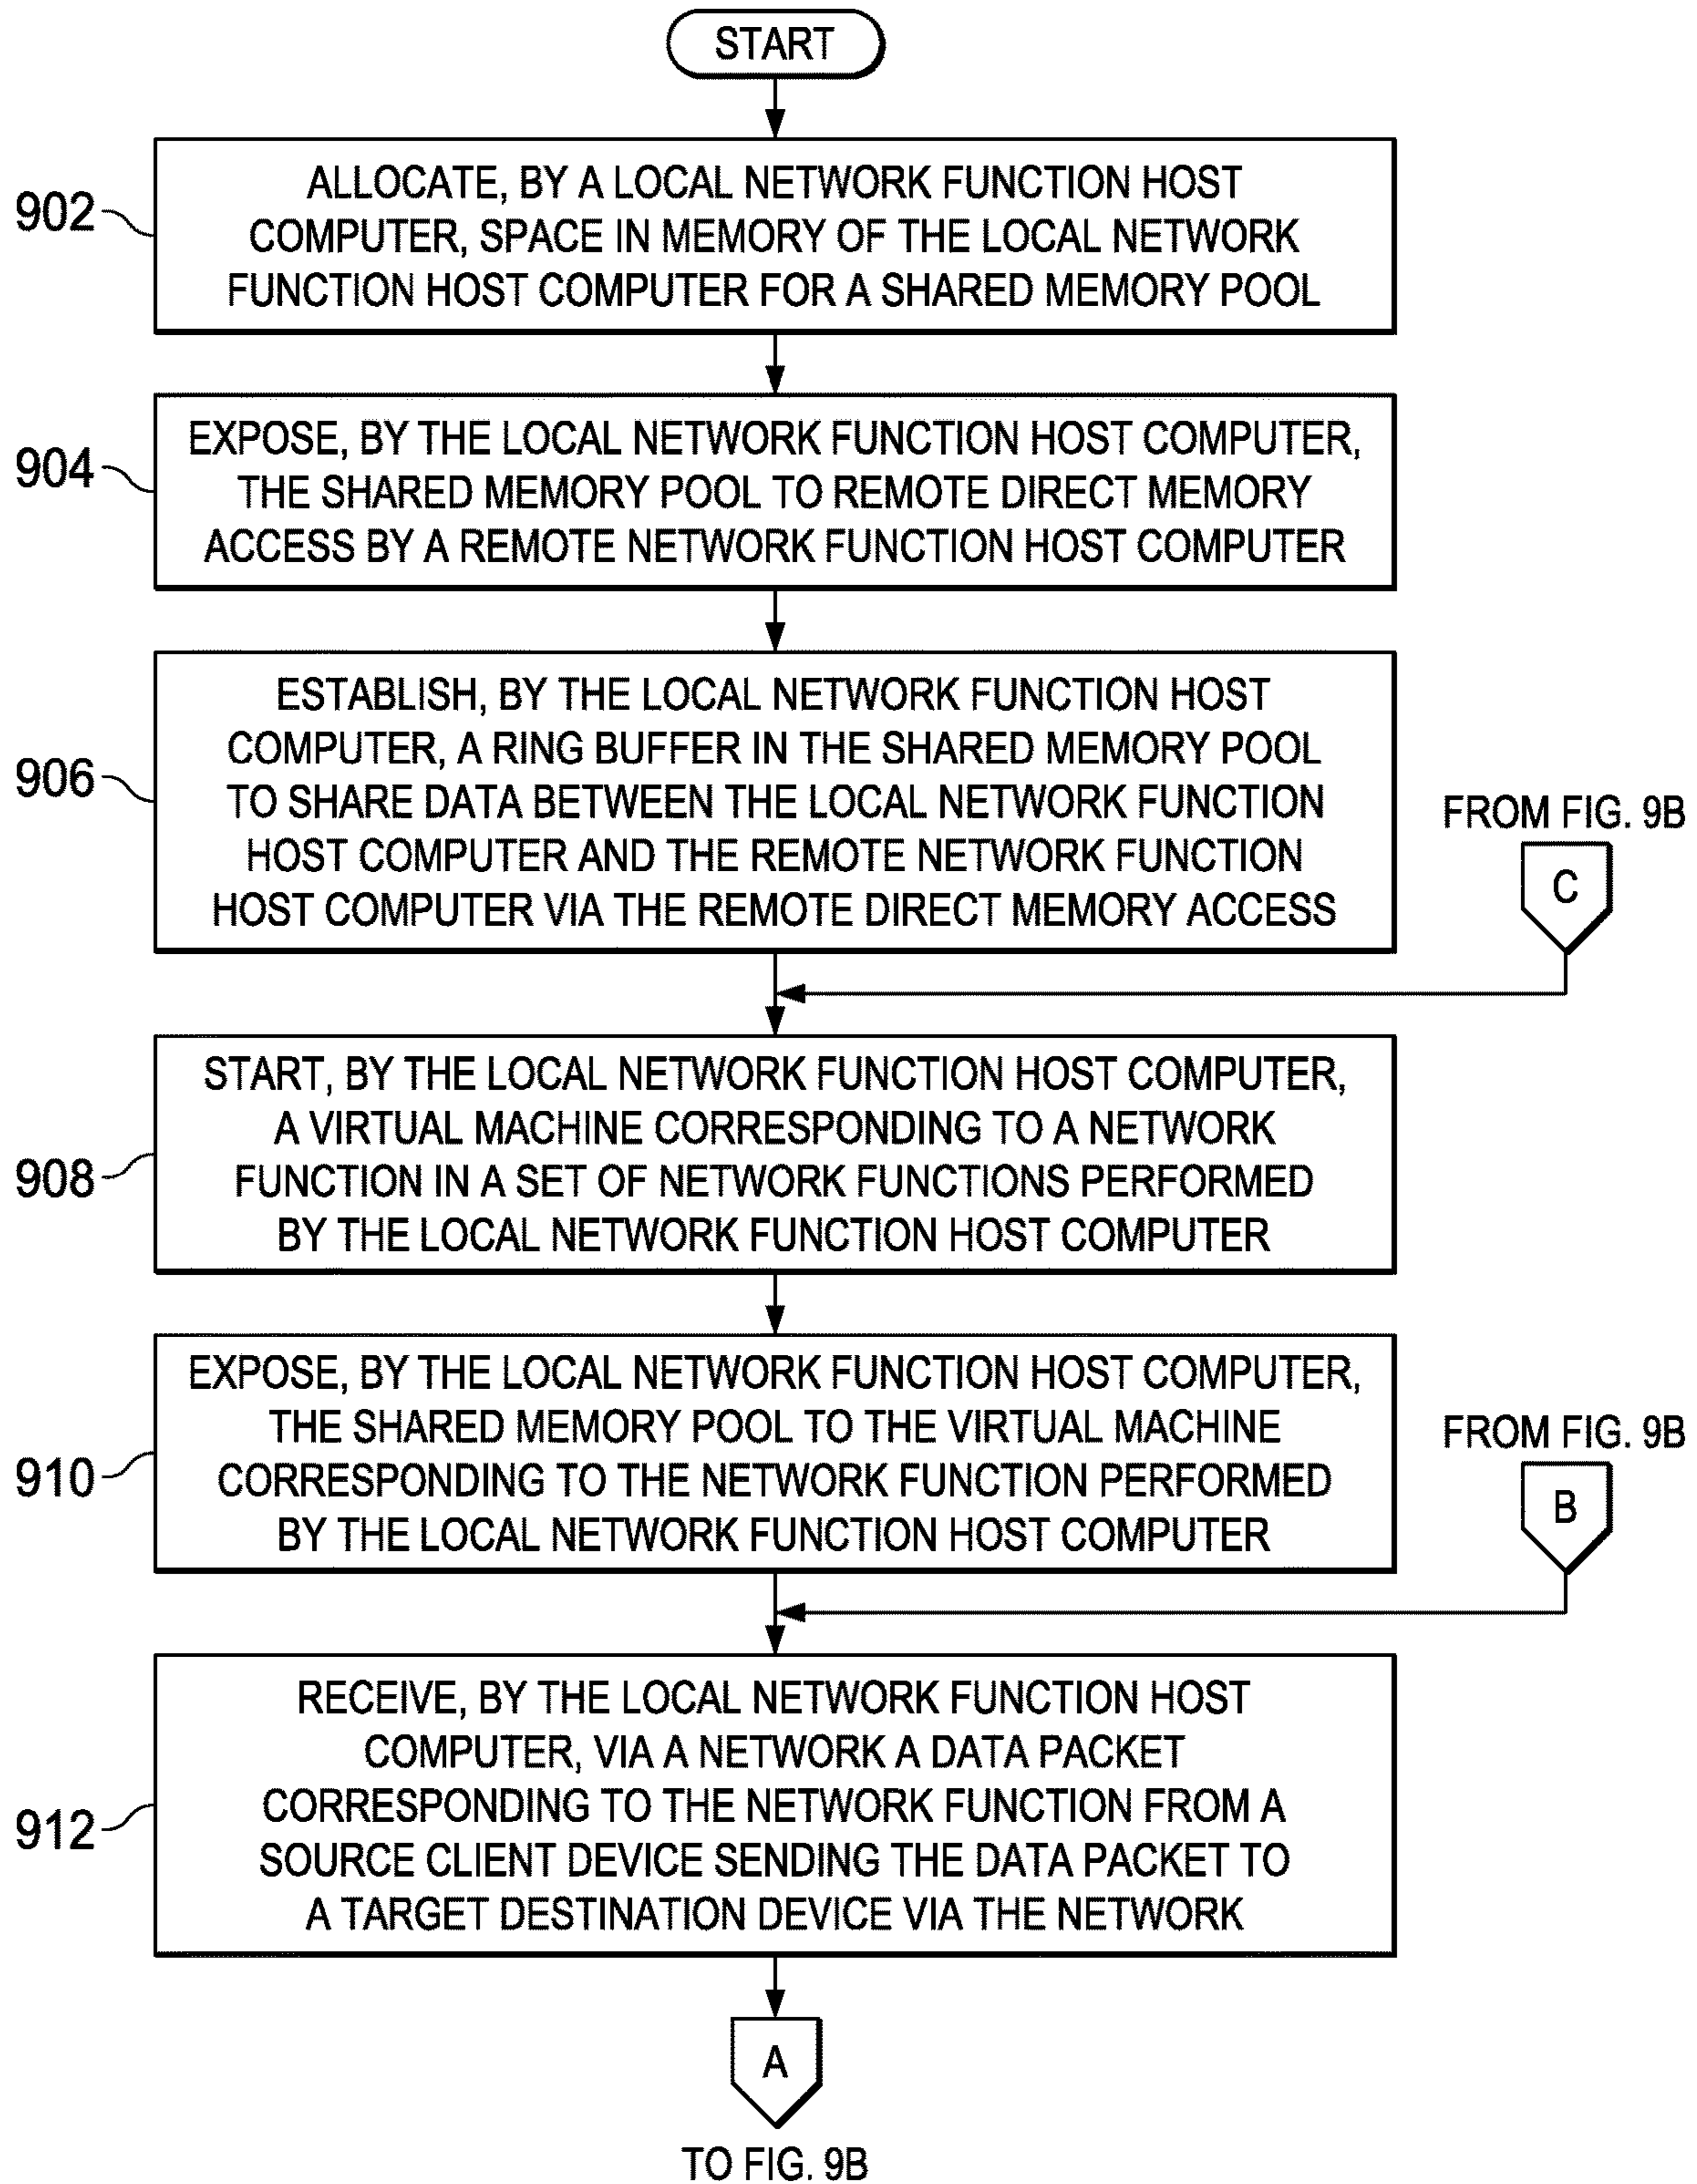 START
902
ALLOCATE, BY A LOCAL NETWORK FUNCTION HOST
COMPUTER, SPACE IN MEMORY OF THE LOCAL NETWORK
FUNCTION HOST COMPUTER FOR A SHARED MEMORY POOL
904
EXPOSE, BY THE LOCAL NETWORK FUNCTION HOST COMPUTER,
THE SHARED MEMORY POOL TO REMOTE DIRECT MEMORY
ACCESS BY A REMOTE NETWORK FUNCTION HOST COMPUTER
906
ESTABLISH, BY THE LOCAL NETWORK FUNCTION HOST
COMPUTER, A RING BUFFER IN THE SHARED MEMORY POOL
TO SHARE DATA BETWEEN THE LOCAL NETWORK FUNCTION
HOST COMPUTER AND THE REMOTE NETWORK FUNCTION
HOST COMPUTER VIA THE REMOTE DIRECT MEMORY ACCESS
FROM FIG. 9B
C
908
START, BY THE LOCAL NETWORK FUNCTION HOST COMPUTER,
A VIRTUAL MACHINE CORRESPONDING TO A NETWORK
FUNCTION IN A SET OF NETWORK FUNCTIONS PERFORMED
BY THE LOCAL NETWORK FUNCTION HOST COMPUTER
910
EXPOSE, BY THE LOCAL NETWORK FUNCTION HOST COMPUTER,
THE SHARED MEMORY POOL TO THE VIRTUAL MACHINE
CORRESPONDING TO THE NETWORK FUNCTION PERFORMED
BY THE LOCAL NETWORK FUNCTION HOST COMPUTER
FROM FIG. 9B
B
912
RECEIVE, BY THE LOCAL NETWORK FUNCTION HOST
COMPUTER, VIA A NETWORK A DATA PACKET
CORRESPONDING TO THE NETWORK FUNCTION FROM A
SOURCE CLIENT DEVICE SENDING THE DATA PACKET TO
A TARGET DESTINATION DEVICE VIA THE NETWORK
A
TO FIG. 9B